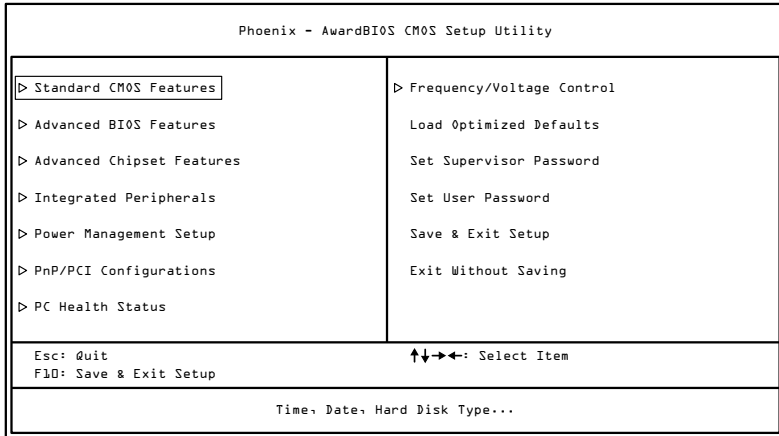 Phoenix - AwardBIOS CMOS Setup Utility
▷ Standard CMOS Features
▷ Advanced BIOS Features
▷ Advanced Chipset Features
▷ Integrated Peripherals
▷ Power Management Setup
▷ PnP/PCI Configurations
▷ PC Health Status
▷ Frequency/Voltage Control
Load Optimized Defaults
Set Supervisor Password
Set User Password
Save & Exit Setup
Exit Without Saving
Esc: Quit
F10: Save & Exit Setup
↑↓→←: Select Item
Time, Date, Hard Disk Type...